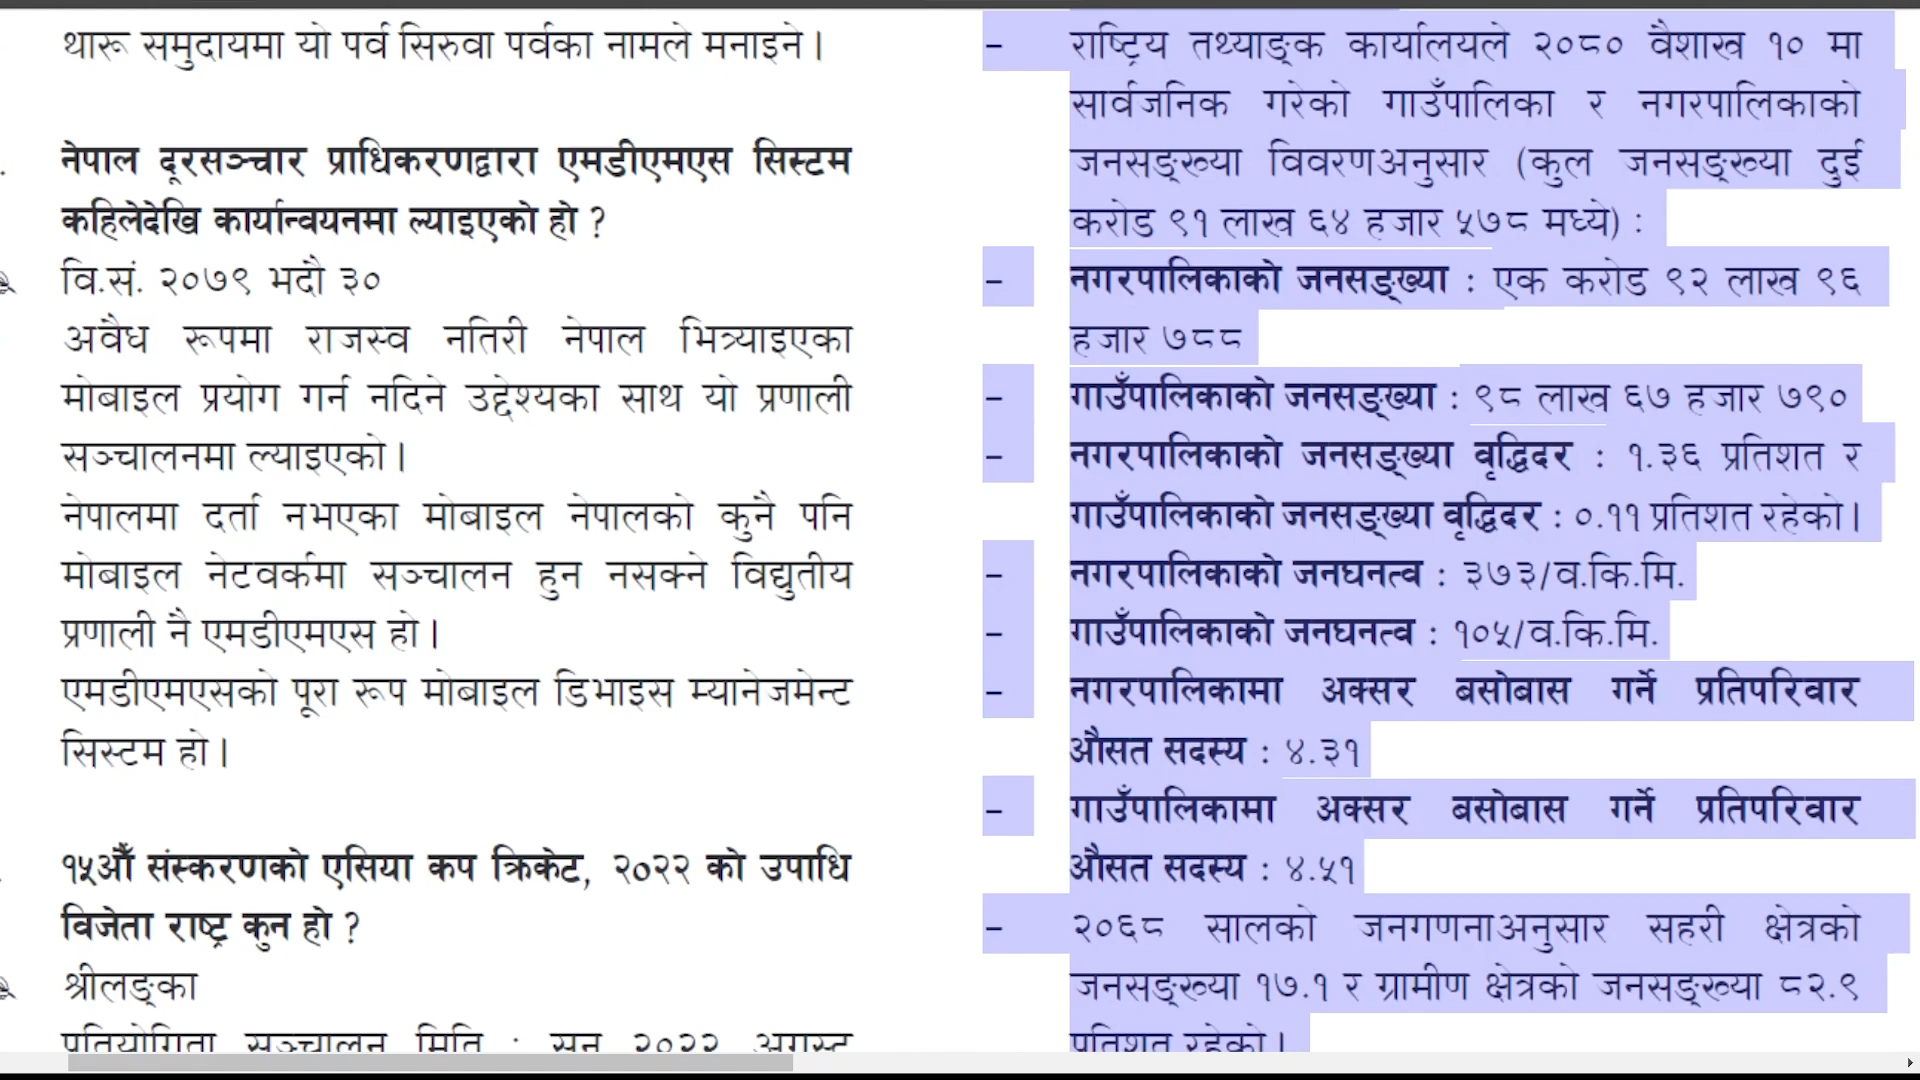 थारू समुदायमा यो पर्व सिरुवा पर्वका नामले मनाइने।
नेपाल दूरसञ्चार प्राधिकरणद्वारा एमडीएमएस सिस्टम
कहिलेदेखि कार्यान्वयनमा ल्याइएको हो ?
वि.सं. २०७९ भदौ ३०
अवैध रूपमा राजस्व नतिरी नेपाल भित्र्याइएका
मोबाइल प्रयोग गर्न नदिने उद्देश्यका साथ यो प्रणाली
सञ्चालनमा ल्याइएको।
नेपालमा दर्ता नभएका मोबाइल नेपालको कुनै पनि
मोबाइल नेटवर्कमा सञ्चालन हुन नसक्ने विद्युतीय
प्रणाली नै एमडीएमएस हो।
एमडीएमएसको पूरा रूप मोबाइल डिभाइस म्यानेजमेन्ट
सिस्टम हो।
१५औँ संस्करणको एसिया कप क्रिकेट, २०२२ को उपाधि
विजेता राष्ट्र कुन हो ?
श्रीलङ्का
प्रतियोगिता सञ्चालन मिति : सन् २०२२ अगस्ट
– राष्ट्रिय तथ्याङ्क कार्यालयले २०८० वैशाख १० मा
सार्वजनिक गरेको गाउँपालिका र नगरपालिकाको
जनसङ्ख्या विवरणअनुसार (कुल जनसङ्ख्या दुई
करोड ९१ लाख ६४ हजार ५७८ मध्ये) :
– नगरपालिकाको जनसङ्ख्या : एक करोड ९२ लाख ९६
हजार ७८८
– गाउँपालिकाको जनसङ्ख्या : ९८ लाख ६७ हजार ७९०
– नगरपालिकाको जनसङ्ख्या वृद्धिदर : १.३६ प्रतिशत र
गाउँपालिकाको जनसङ्ख्या वृद्धिदर : ०.११ प्रतिशत रहेको।
– नगरपालिकाको जनघनत्व : ३७३/व.कि.मि.
– गाउँपालिकाको जनघनत्व : १०५/व.कि.मि.
– नगरपालिकामा अक्सर बसोबास गर्ने प्रतिपरिवार
औसत सदस्य : ४.३१
– गाउँपालिकामा अक्सर बसोबास गर्ने प्रतिपरिवार
औसत सदस्य : ४.५१
– २०६८ सालको जनगणनाअनुसार सहरी क्षेत्रको
जनसङ्ख्या १७.१ र ग्रामीण क्षेत्रको जनसङ्ख्या ८२.९
प्रतिशत रहेको।